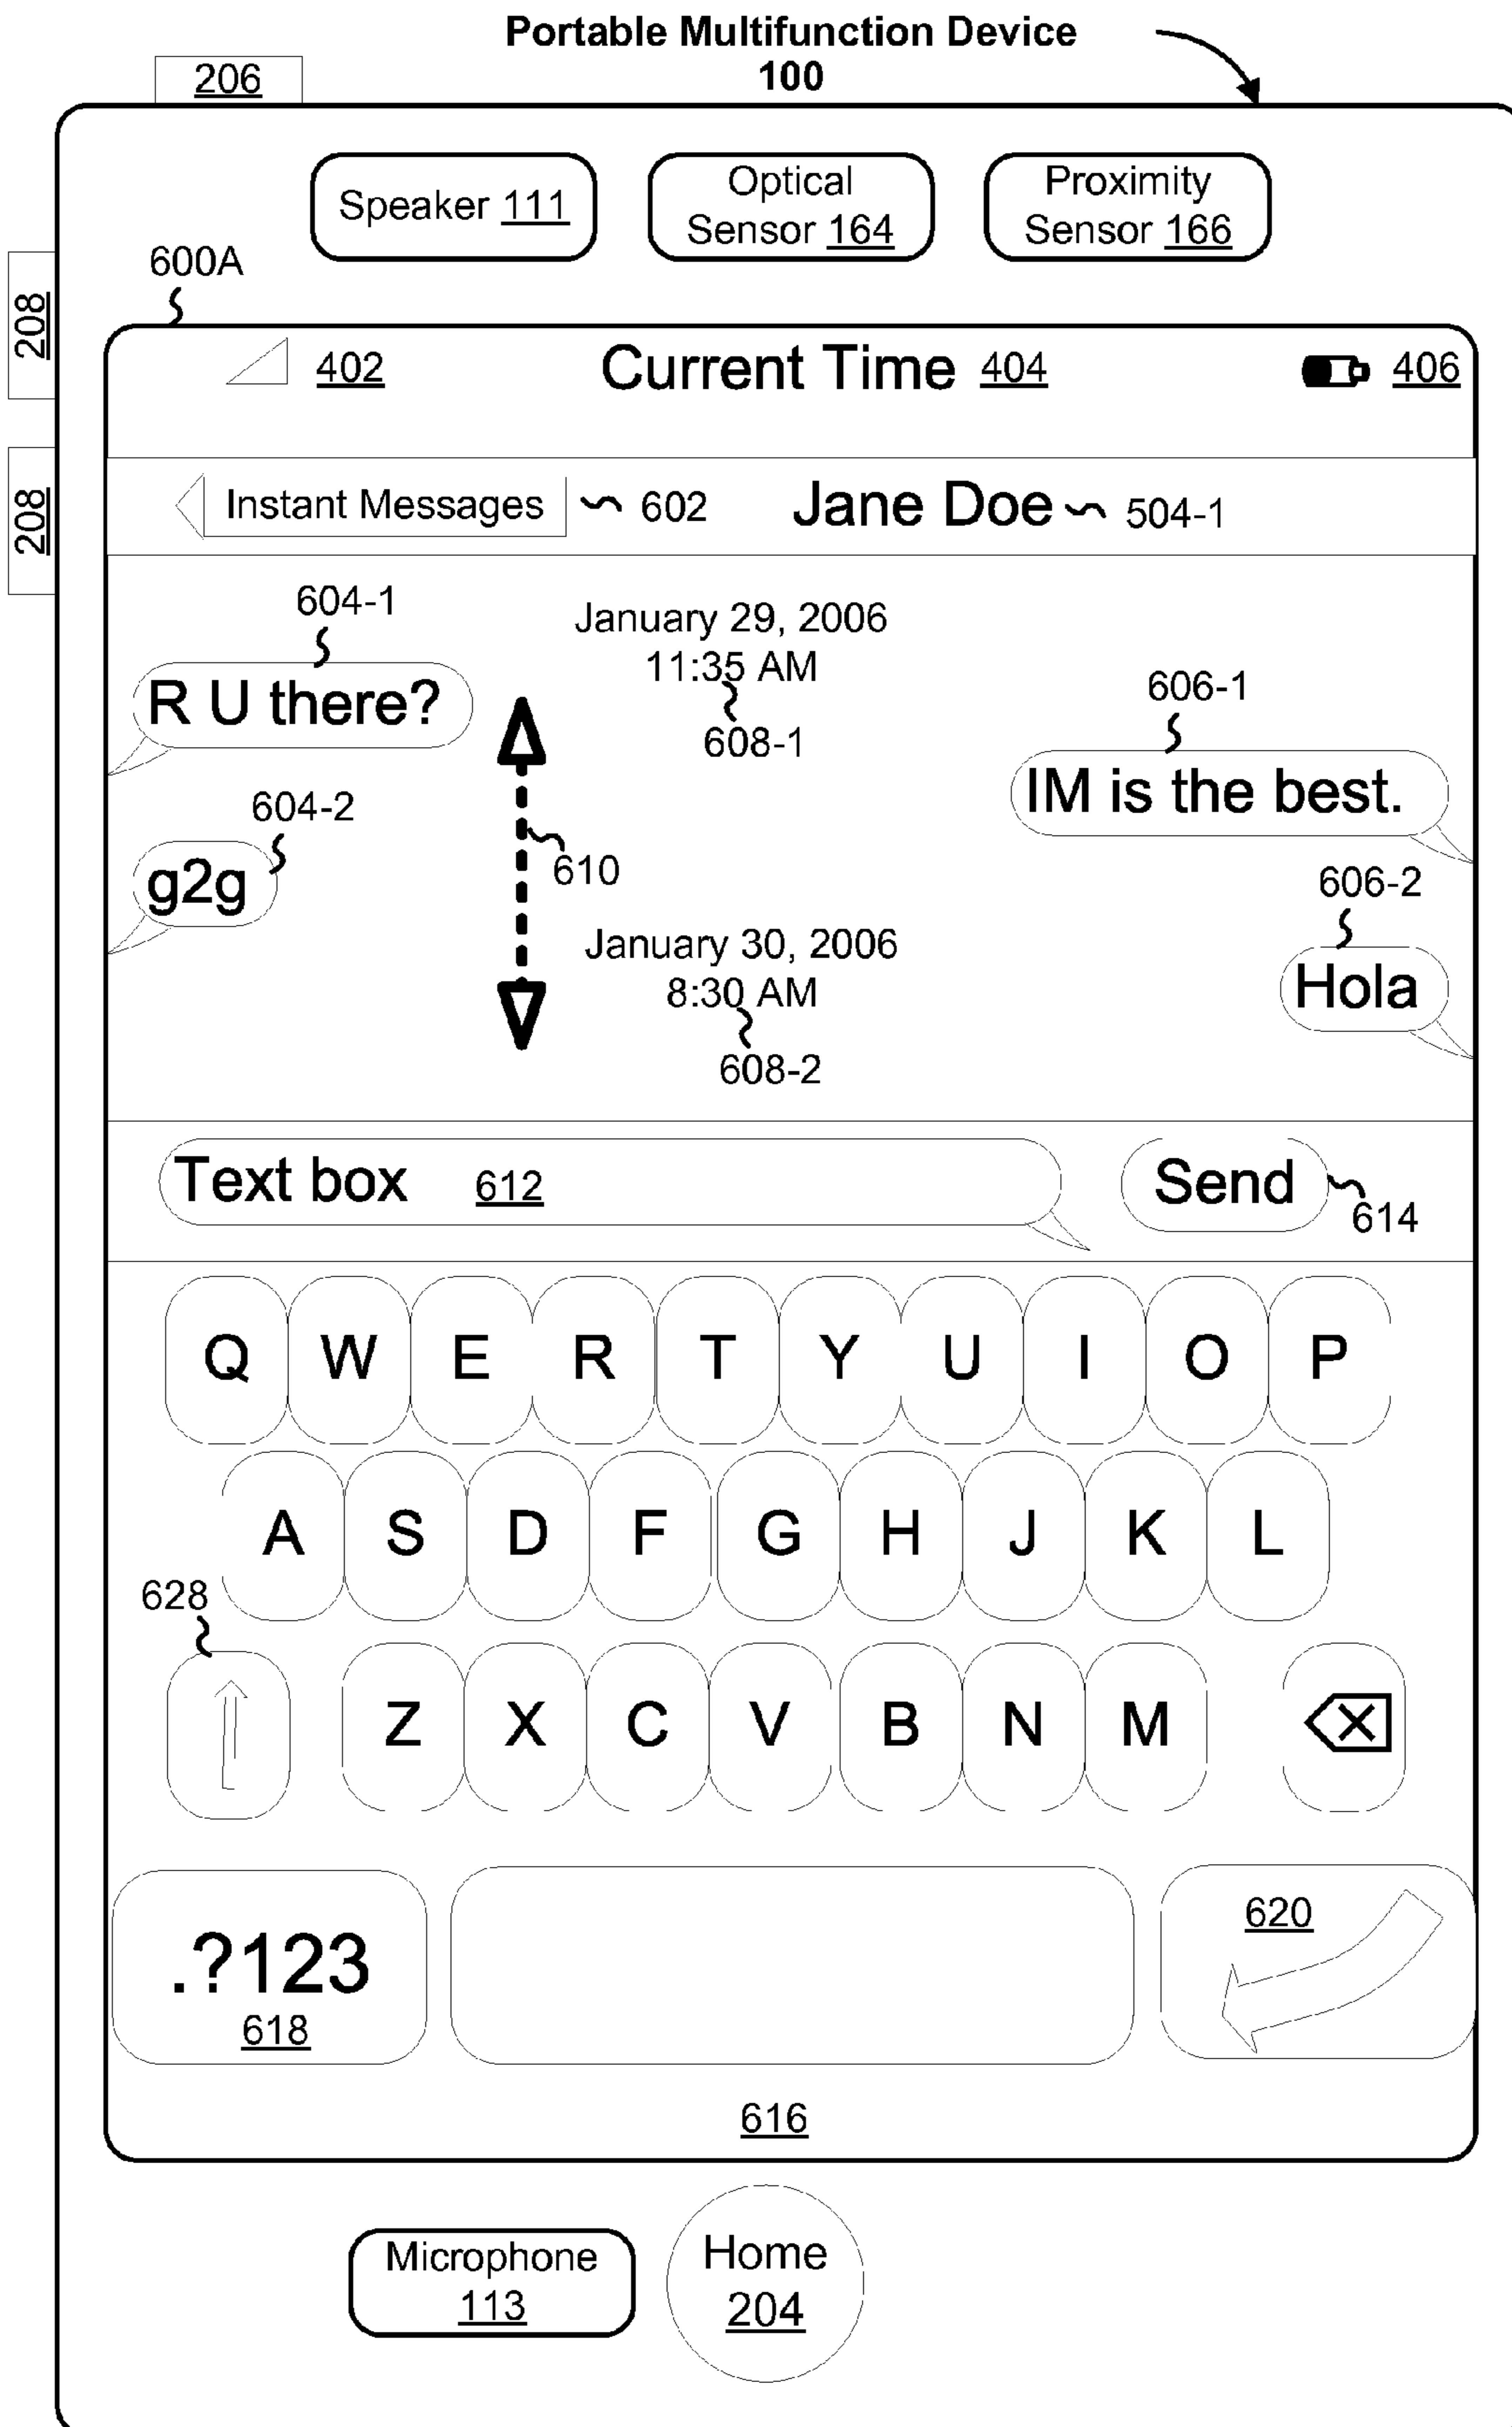 Portable Multifunction Device
100
206
Speaker 111
Optical
Sensor 164
Proximity
Sensor 166
600A
208
402
Current Time 404
406
208
Instant Messages
602
Jane Doe
504-1
604-1
January 29, 2006
11:35 AM
R U there?
606-1
608-1
IM is the best.
604-2
610
g2g
606-2
January 30, 2006
8:30 AM
Hola
608-2
Text box 612
Send
614
Q W E R T Y U I O P
A S D F G H J K L
628
Z X C V B N M
620
.?123
618
616
Microphone
113
Home
204